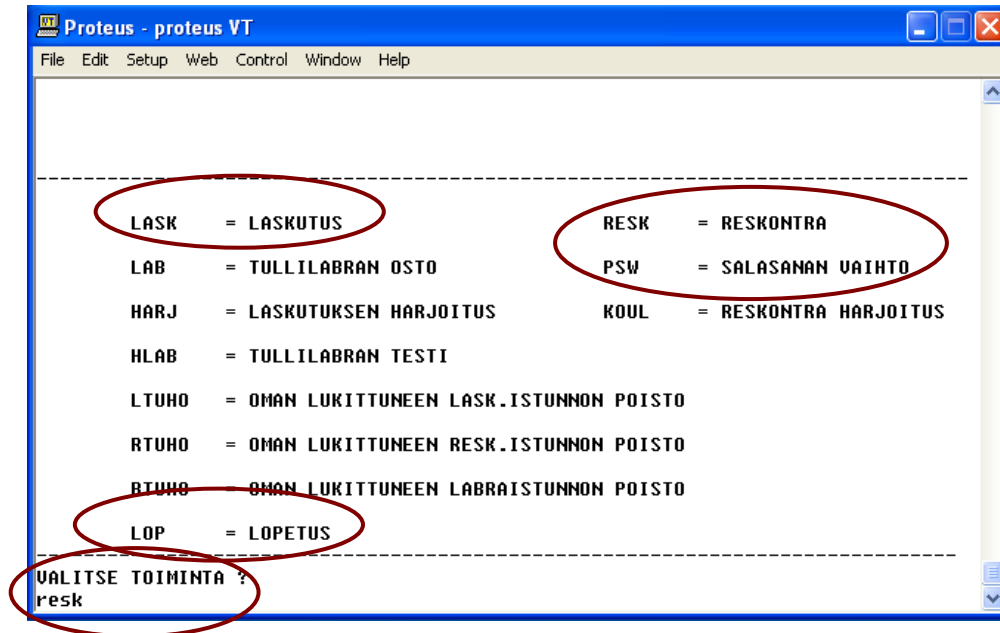 Proteus - proteus VT
File Edit Setup Web Control Window Help
LASK = LASKUTUS RESK = RESKONTRA
LAB = TULLILABRAN OSTO PSW = SALASANAN VAIHTO
HARJ = LASKUTUKSEN HARJOITUS KOUL = RESKONTRA HARJOITUS
HLAB = TULLILABRAN TESTI
LTUHO = OMAN LUKITTUNEEN LASK.ISTUNNON POISTO
RTUHO = OMAN LUKITTUNEEN RESK.ISTUNNON POISTO
BTUHO = OMAN LUKITTUNEEN LABRAISTUNNON POISTO
LOP = LOPETUS
VALITSE TOIMINTA ?
resk